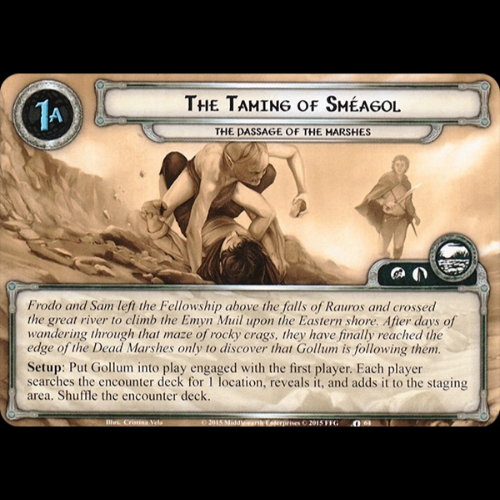 1A
THE TAMING OF SMÉAGOL
THE PASSAGE OF THE MARSHES
Frodo and Sam left the Fellowship above the falls of Rauros and crossed
the great river to climb the Emyn Muil upon the Eastern shore. After days of
wandering through that maze of rocky crags, they have finally reached the
edge of the Dead Marshes only to discover that Gollum is following them.
Setup: Put Gollum into play engaged with the first player. Each player
searches the encounter deck for 1 location, reveals it, and adds it to the staging
area. Shuffle the encounter deck.
Illus. Cristina Vela © 2015 Middle-earth Enterprises © 2015 FFG 64